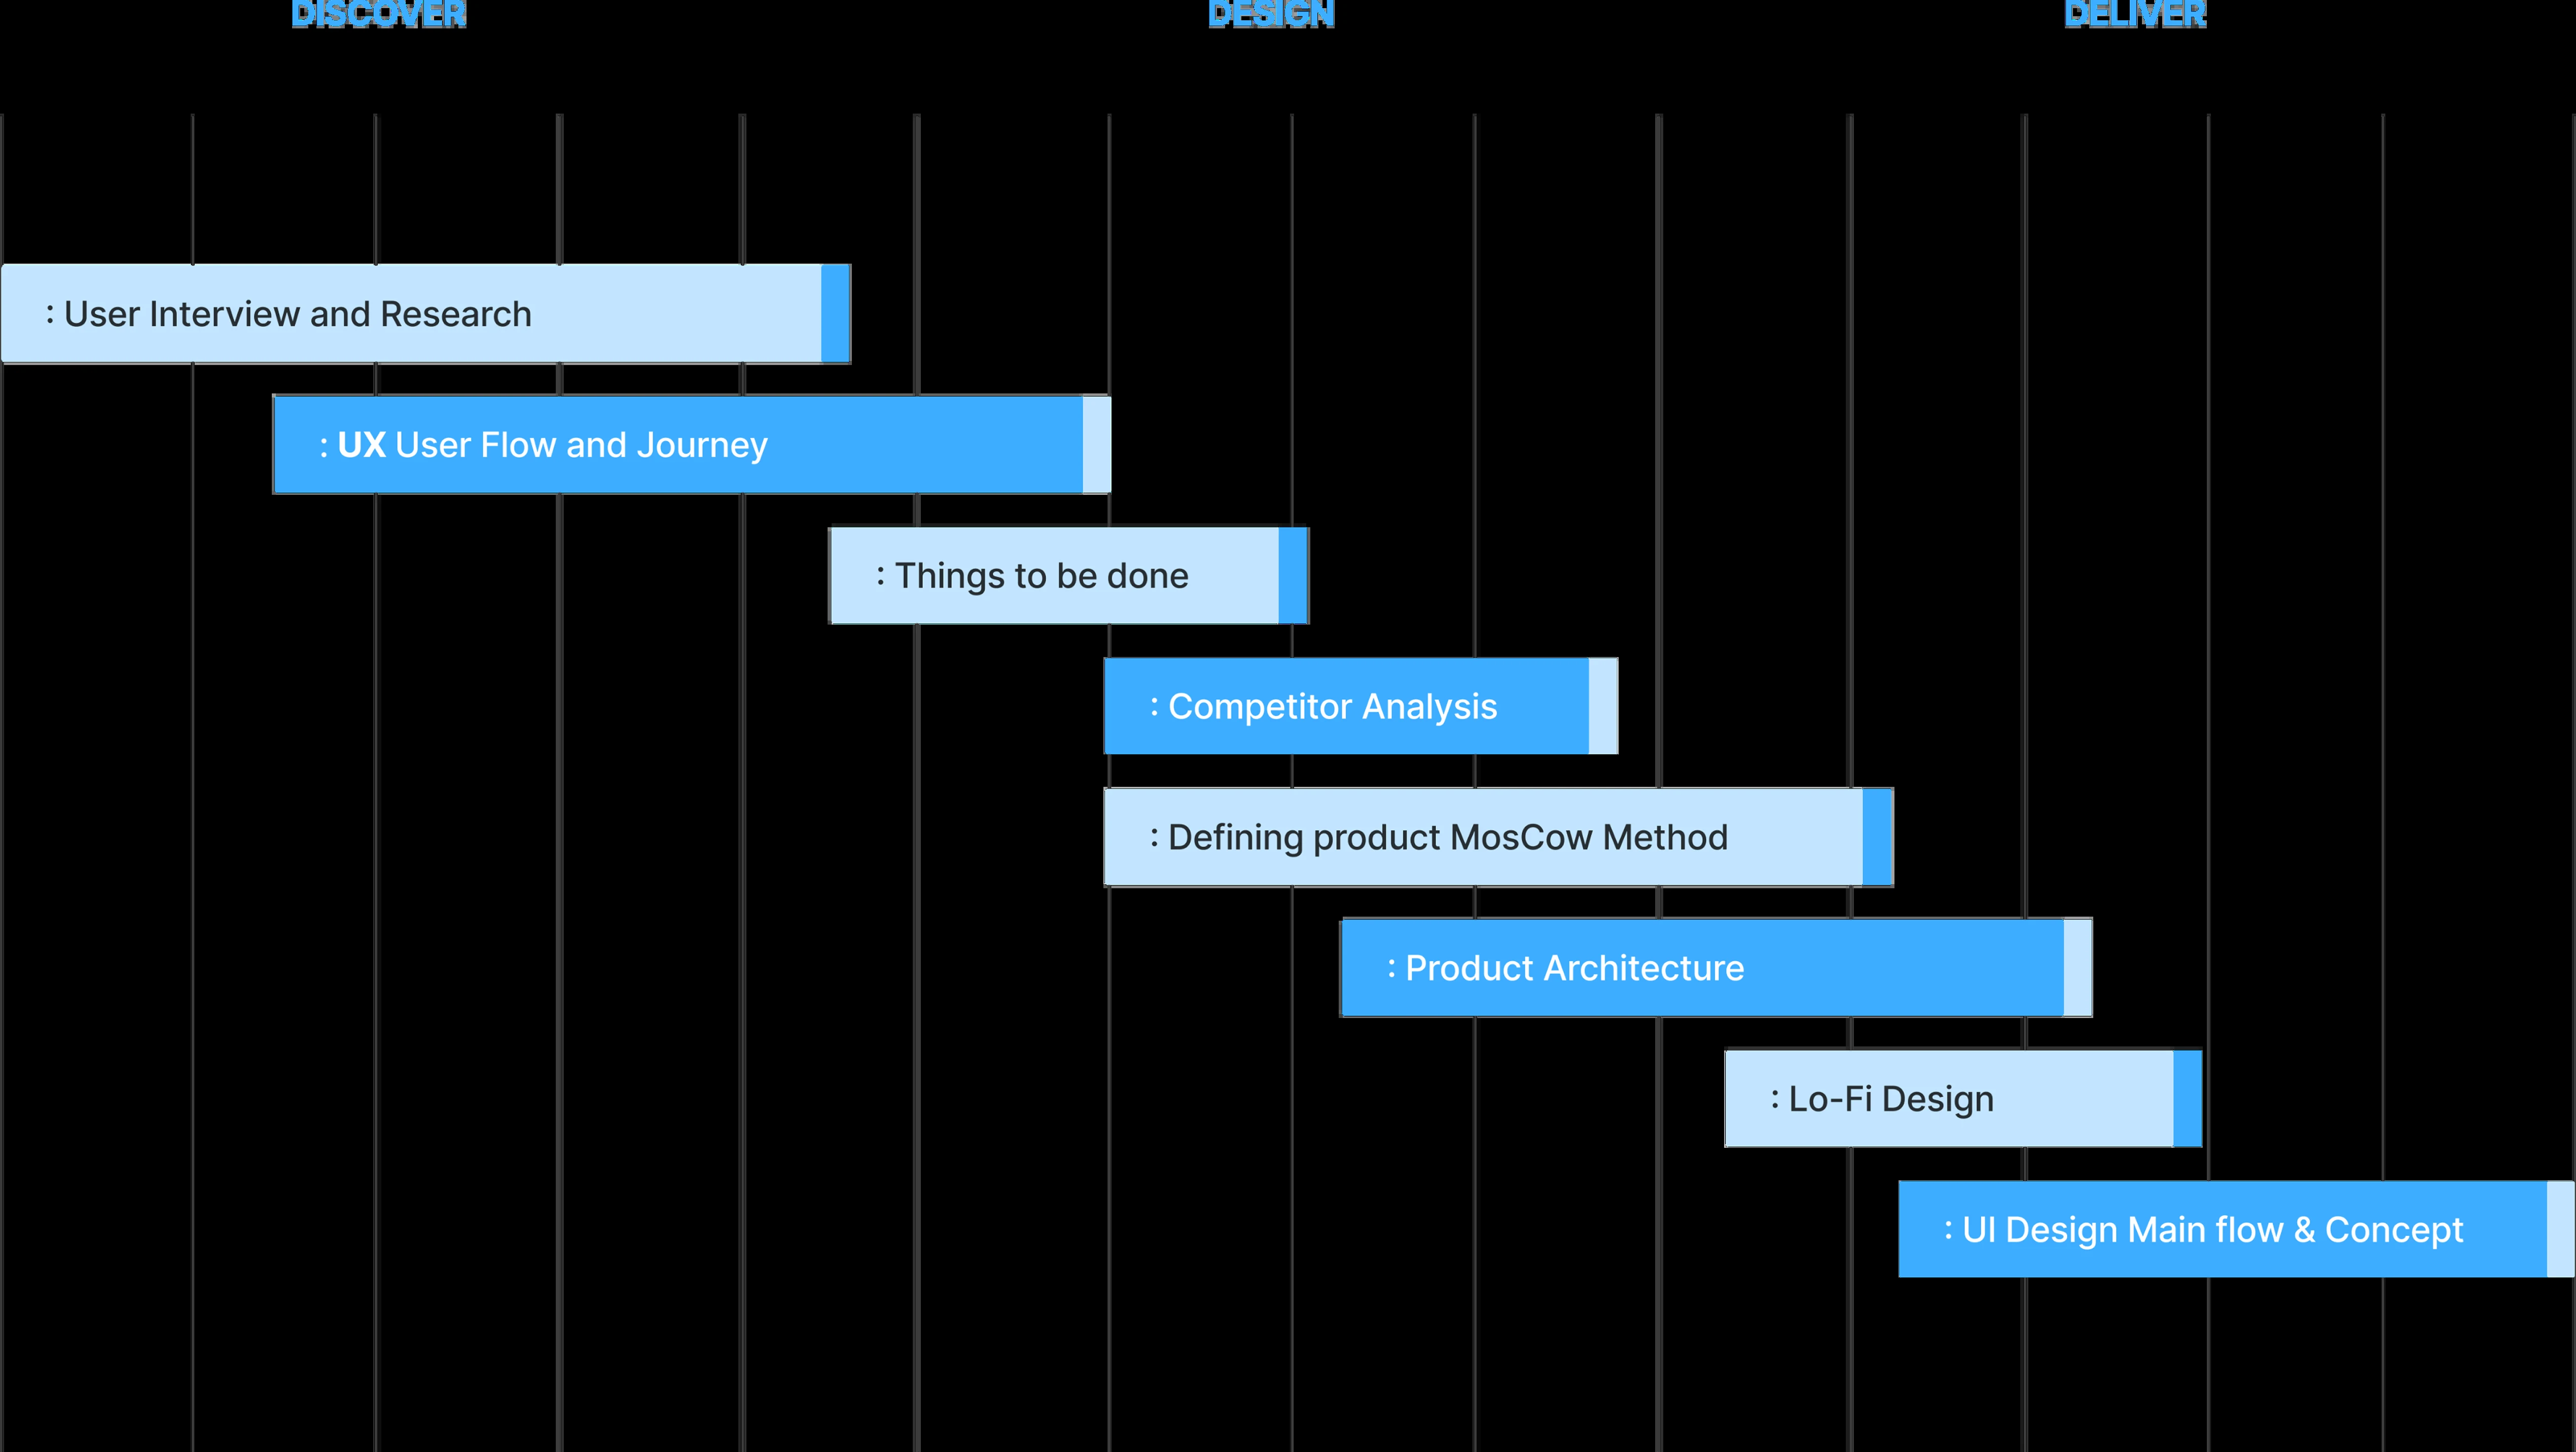 DISCOVER DESIGN DELIVER
: User Interview and Research
: UX User Flow and Journey
: Things to be done
: Competitor Analysis
: Defining product MosCow Method
: Product Architecture
: Lo-Fi Design
: UI Design Main flow & Concept